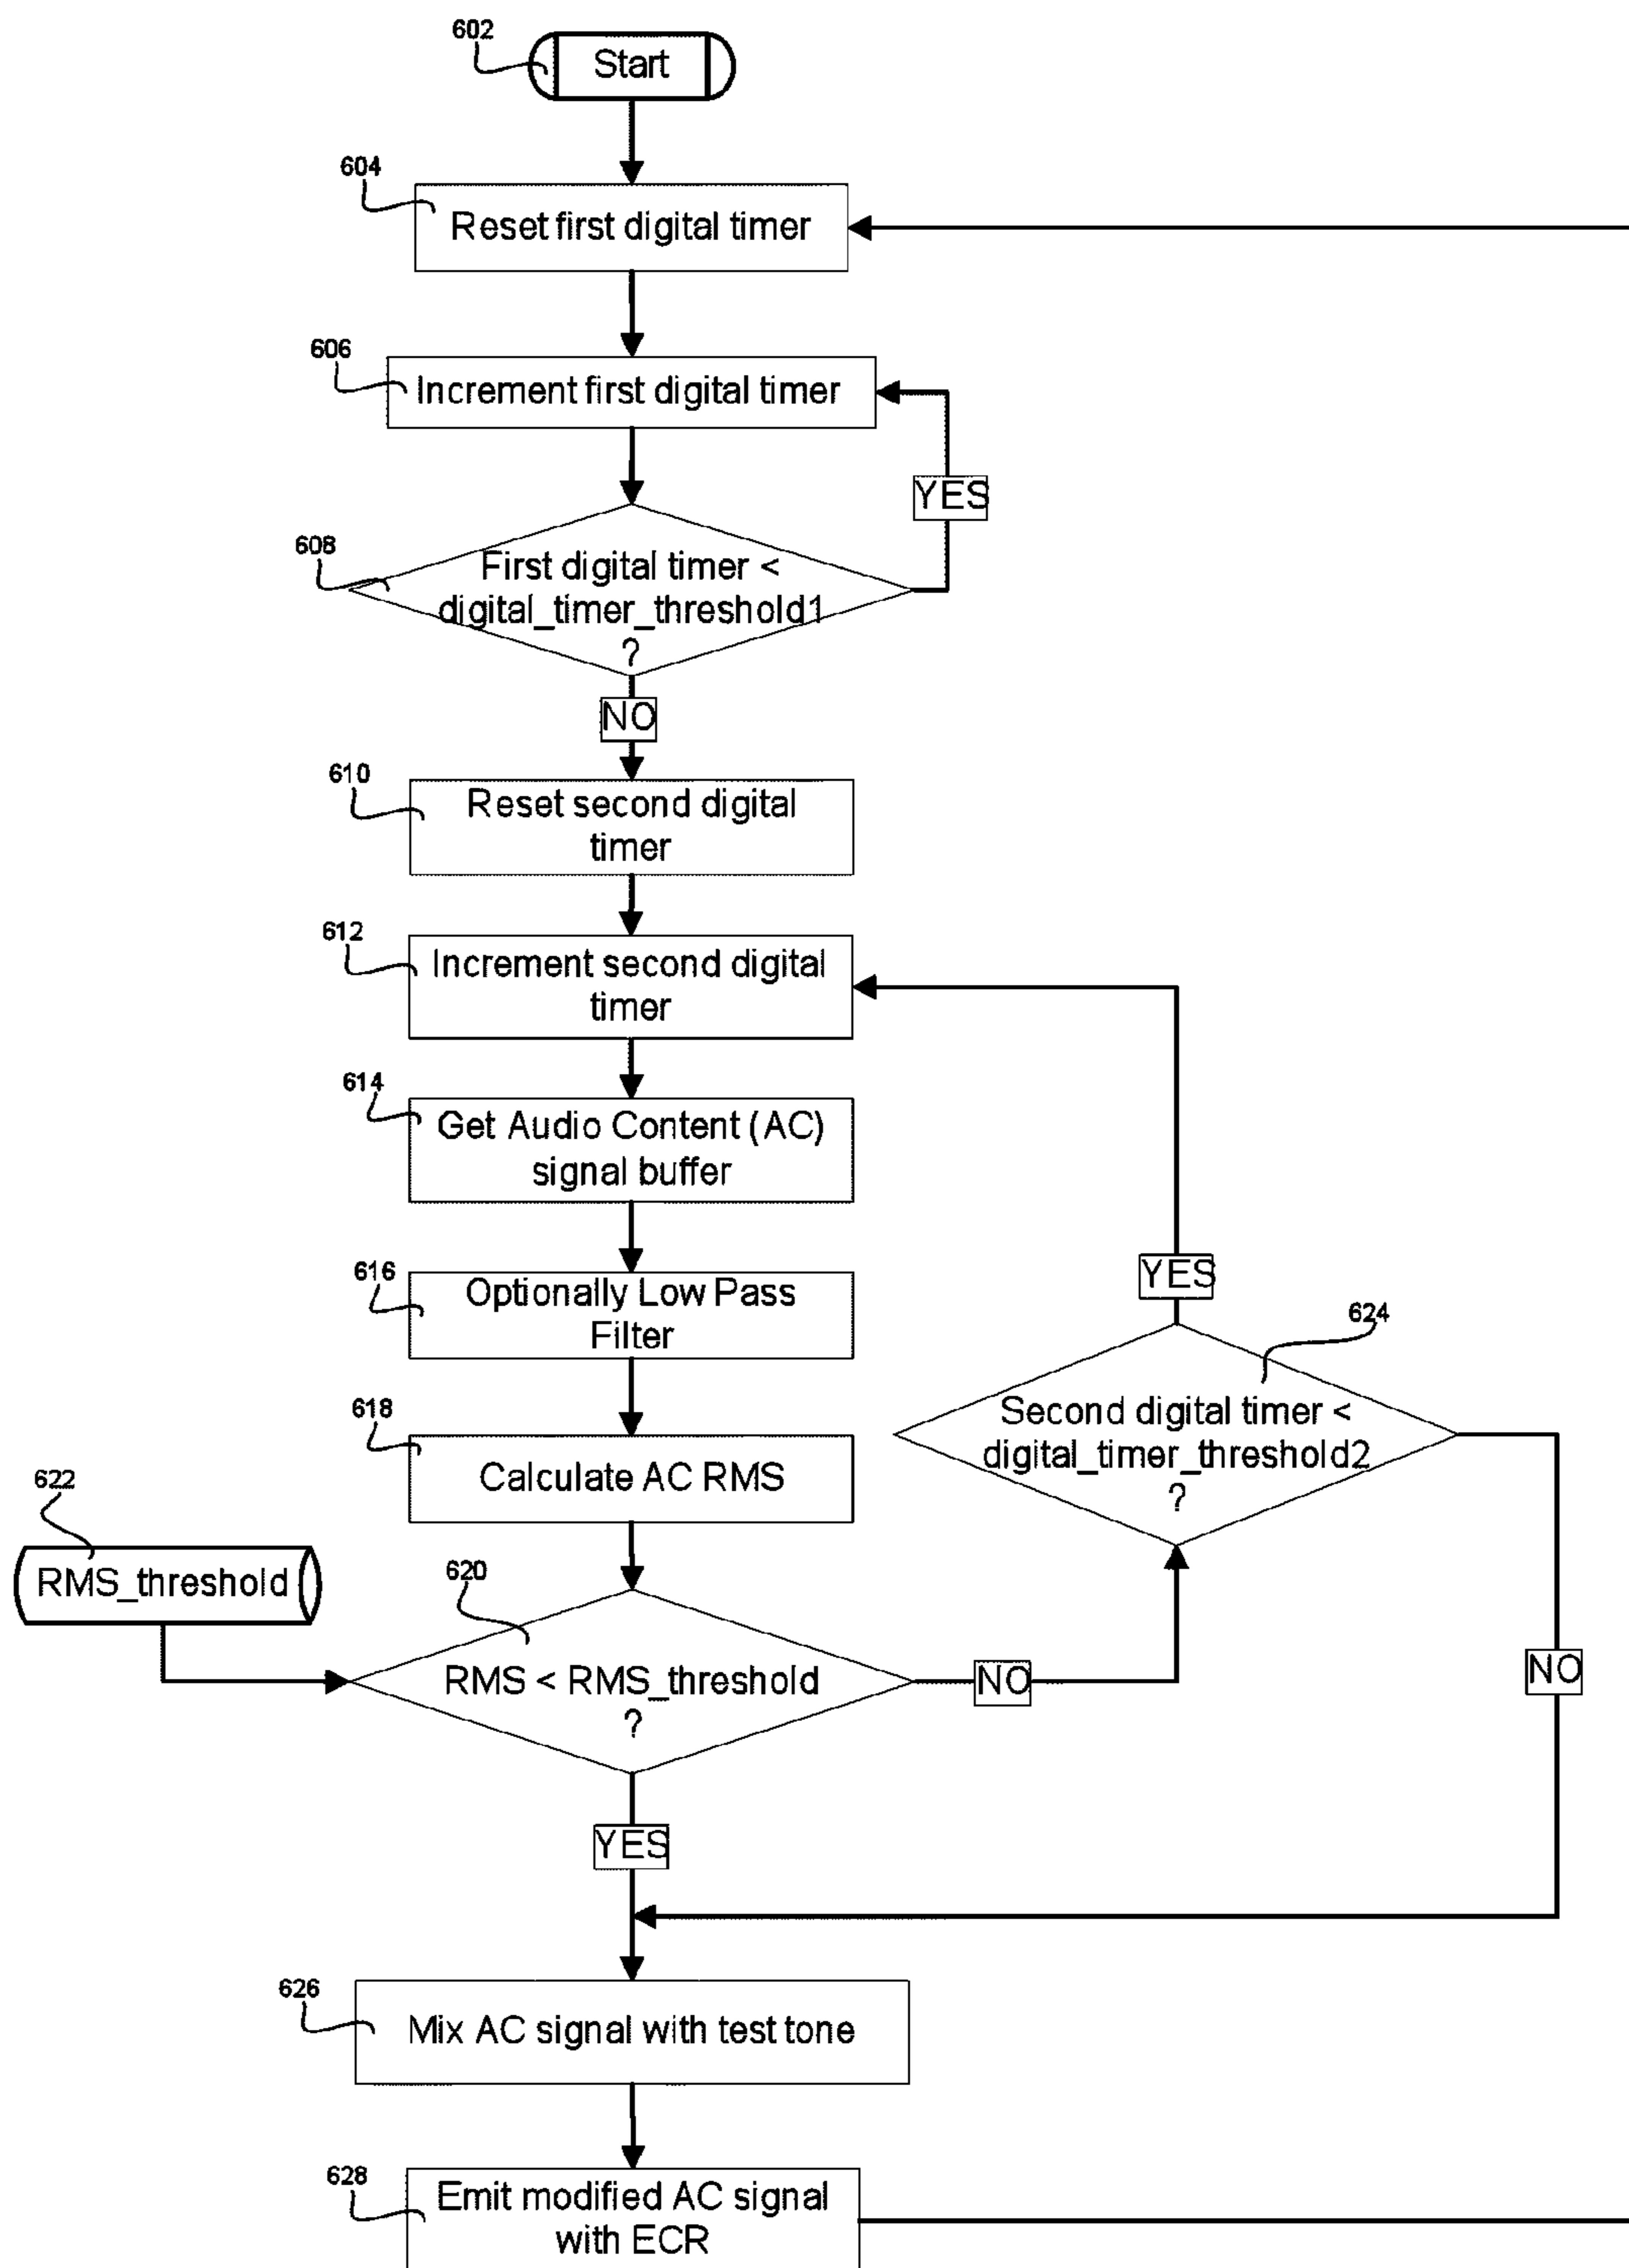 602
Start
604
Reset first digital timer
606
Increment first digital timer
YES
608
First digital timer <
digital_timer_threshold1
?
NO
610
Reset second digital
timer
612
Increment second digital
timer
614
Get Audio Content (AC)
signal buffer
616
Optionally Low Pass
Filter
YES
624
618
Calculate AC RMS
Second digital timer <
digital_timer_threshold2
?
622
RMS_threshold
620
RMS < RMS_threshold
?
NO
NO
YES
626
Mix AC signal with test tone
628
Emit modified AC signal
with ECR